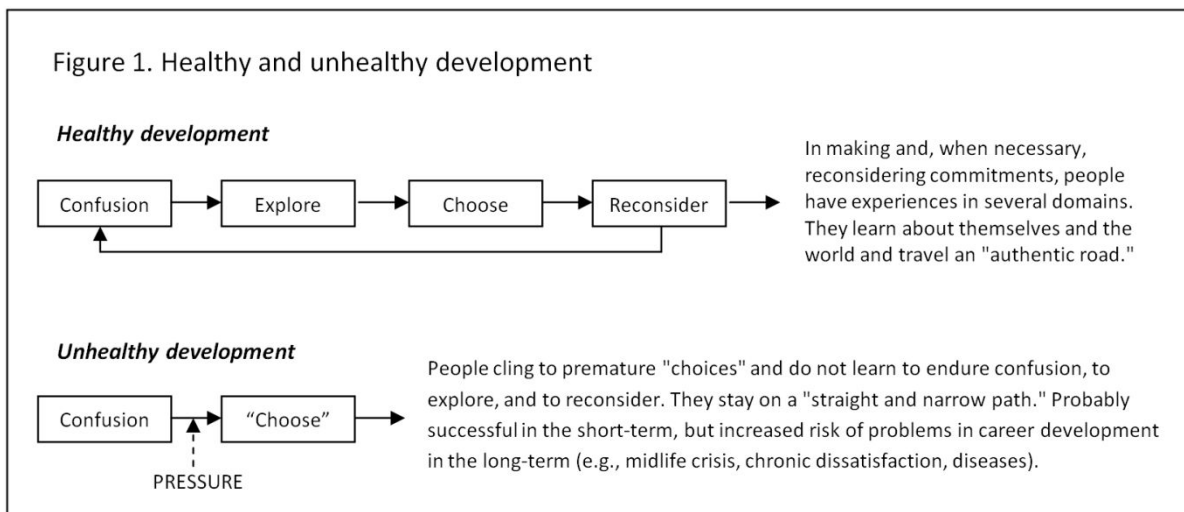 Figure 1. Healthy and unhealthy development
Healthy development
Confusion
Explore
Choose
Reconsider
In making and, when necessary,
reconsidering commitments, people
have experiences in several domains.
They learn about themselves and the
world and travel an "authentic road."
Unhealthy development
Confusion
“Choose”
PRESSURE
People cling to premature "choices" and do not learn to endure confusion, to
explore, and to reconsider. They stay on a "straight and narrow path." Probably
successful in the short-term, but increased risk of problems in career development
in the long-term (e.g., midlife crisis, chronic dissatisfaction, diseases).